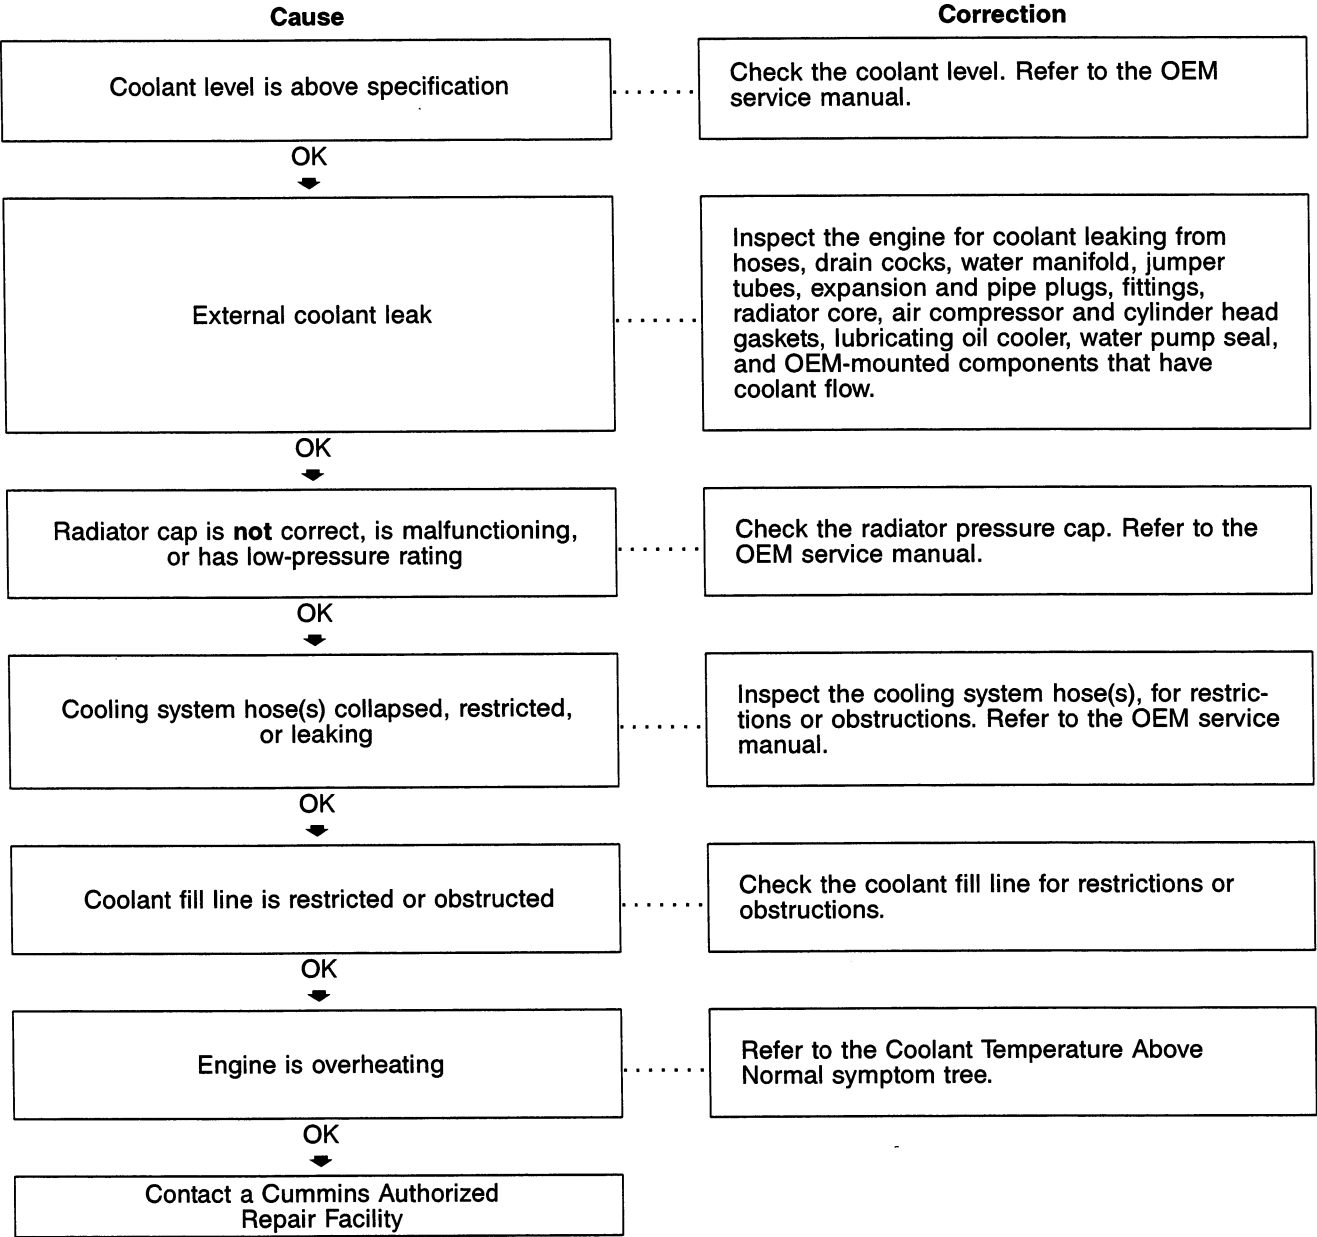 Cause
Correction
Coolant level is above specification
Check the coolant level. Refer to the OEM
service manual.
OK
External coolant leak
Inspect the engine for coolant leaking from
hoses, drain cocks, water manifold, jumper
tubes, expansion and pipe plugs, fittings,
radiator core, air compressor and cylinder head
gaskets, lubricating oil cooler, water pump seal,
and OEM-mounted components that have
coolant flow.
OK
Radiator cap is not correct, is malfunctioning,
or has low-pressure rating
Check the radiator pressure cap. Refer to the
OEM service manual.
OK
Cooling system hose(s) collapsed, restricted,
or leaking
Inspect the cooling system hose(s), for restric-
tions or obstructions. Refer to the OEM service
manual.
OK
Coolant fill line is restricted or obstructed
Check the coolant fill line for restrictions or
obstructions.
OK
Engine is overheating
Refer to the Coolant Temperature Above
Normal symptom tree.
OK
Contact a Cummins Authorized
Repair Facility